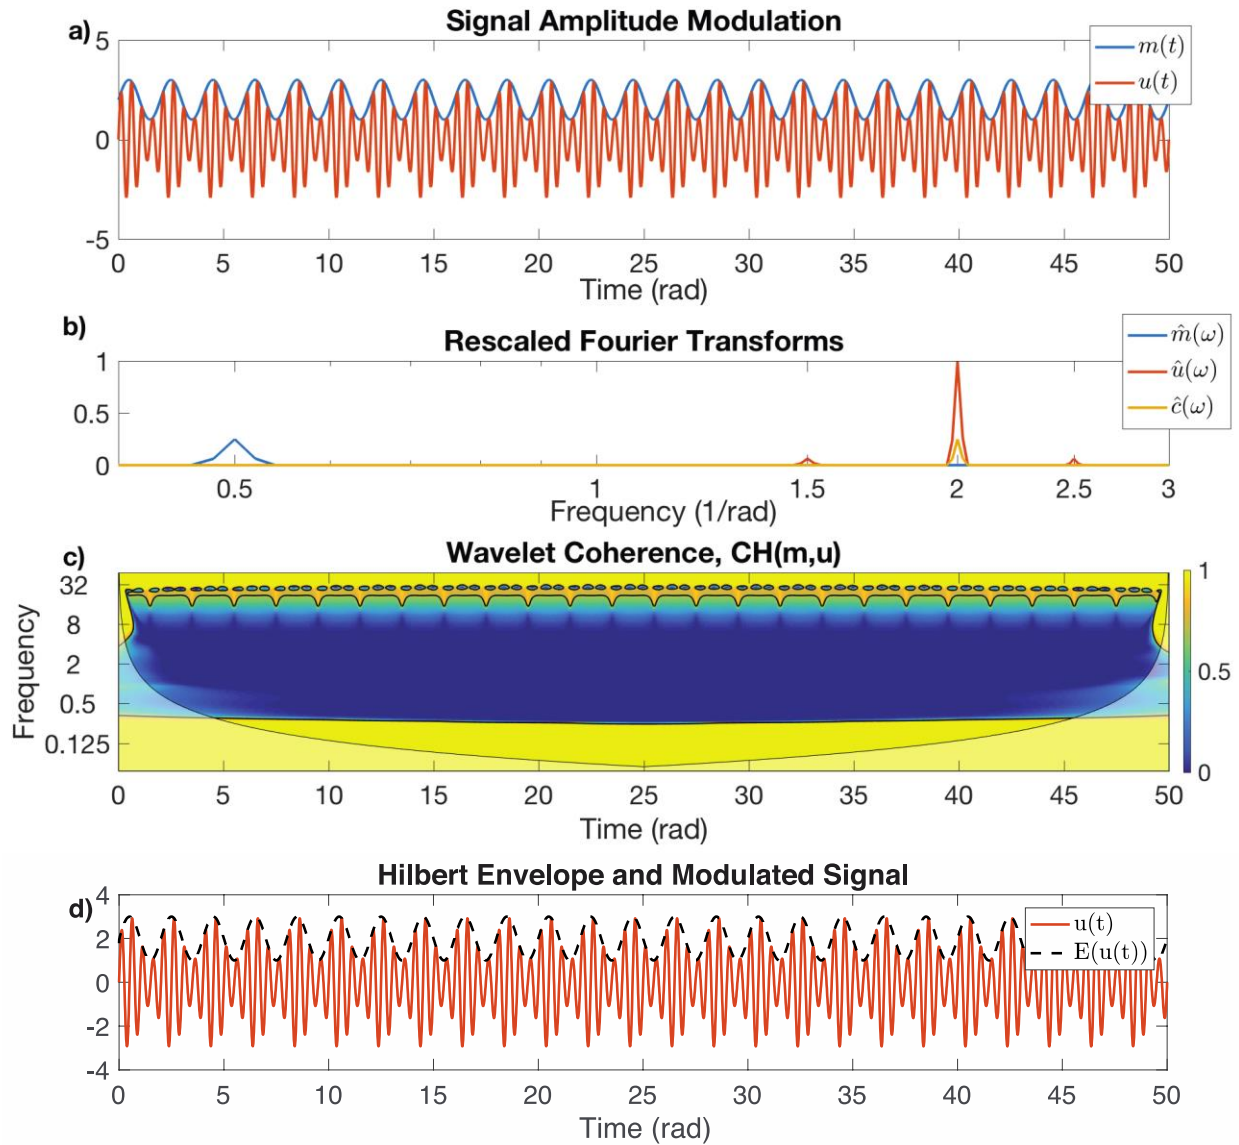 a)
Signal Amplitude Modulation
m(t)
u(t)
5
0
-5
0 5 10 15 20 25 30 35 40 45 50
Time (rad)
b)
Rescaled Fourier Transforms
m̂(ω)
û(ω)
ĉ(ω)
1
0.5
0
0.5 1 1.5 2 2.5 3
Frequency (1/rad)
c)
Wavelet Coherence, CH(m,u)
Frequency
32
8
2
0.5
0.125
1
0.5
0
0 5 10 15 20 25 30 35 40 45 50
Time (rad)
Hilbert Envelope and Modulated Signal
d)
u(t)
E(u(t))
4
2
0
-2
-4
0 5 10 15 20 25 30 35 40 45 50
Time (rad)